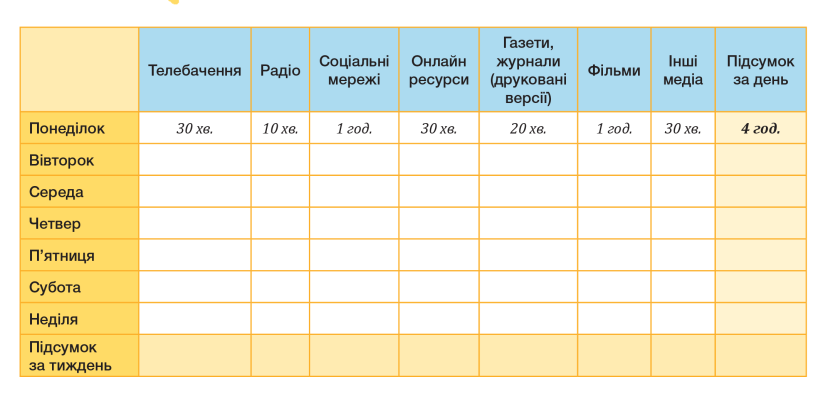 Телебачення Радіо Соціальні мережі Онлайн ресурси Газети, журнали (друковані версії) Фільми Інші медіа Підсумок за день
Понеділок 30 хв. 10 хв. 1 год. 30 хв. 20 хв. 1 год. 30 хв. 4 год.
Вівторок
Середа
Четвер
П’ятниця
Субота
Неділя
Підсумок
за тиждень